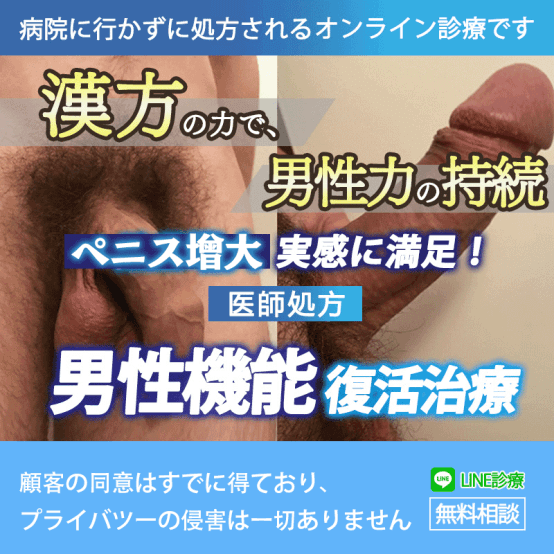 病院に行かずに処方されるオンライン診療です
漢方の力で、
男性力の持続
ペニス増大 実感に満足！
医師処方
男性機能 復活治療
顧客の同意はすでに得ており、
プライバツーの侵害は一切ありません
LINE LINE診療
無料相談